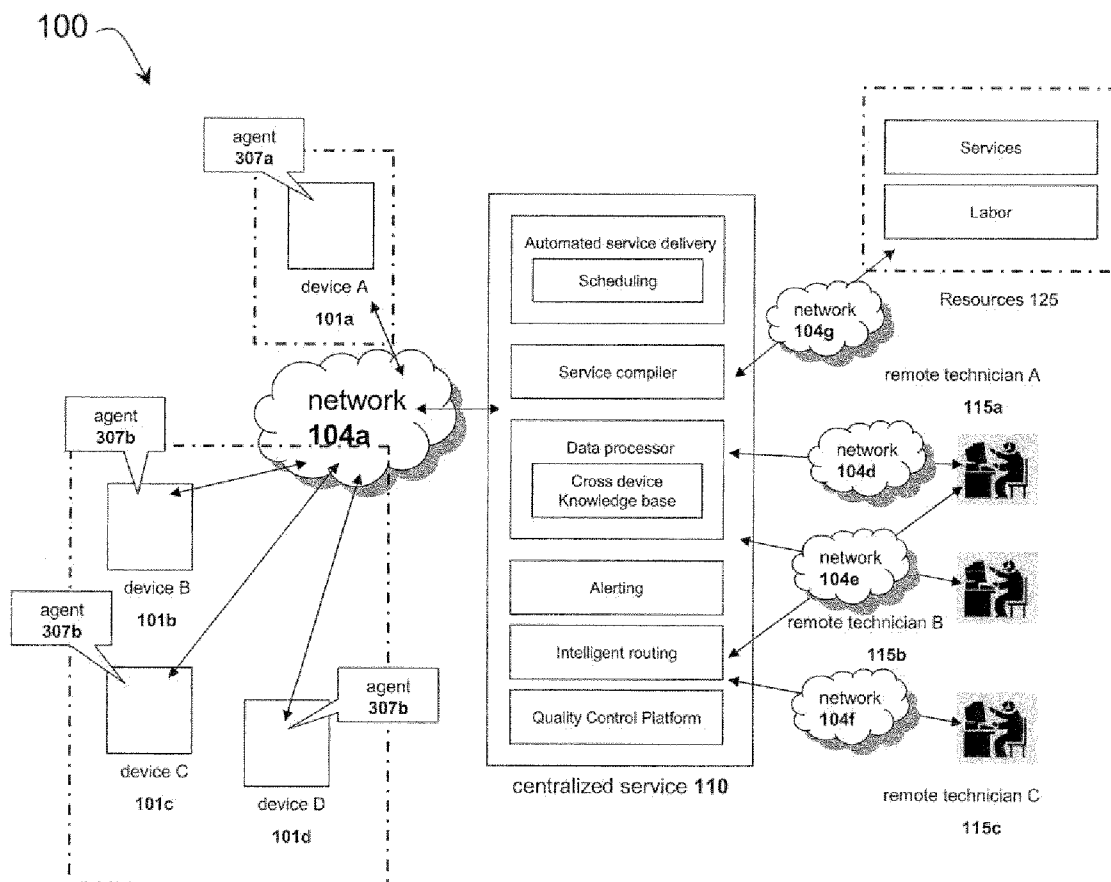 100
agent
307a
device A
101a
network
104a
agent
307b
device B
101b
agent
307b
device C
101c
agent
307b
device D
101d
Automated service delivery
Scheduling
Service compiler
Data processor
Cross device
Knowledge base
Alerting
Intelligent routing
Quality Control Platform
centralized service 110
Services
Labor
Resources 125
network
104g
remote technician A
115a
network
104d
network
104e
remote technician B
115b
network
104f
remote technician C
115c